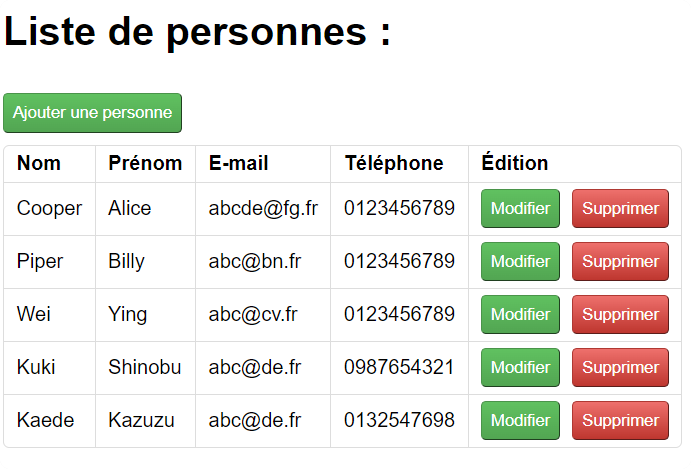 Liste de personnes :
Ajouter une personne
Nom Prénom E-mail Téléphone Édition
Cooper Alice abcde@fg.fr 0123456789 Modifier Supprimer
Piper Billy abc@bn.fr 0123456789 Modifier Supprimer
Wei Ying abc@cv.fr 0123456789 Modifier Supprimer
Kuki Shinobu abc@de.fr 0987654321 Modifier Supprimer
Kaede Kazuzu abc@de.fr 0132547698 Modifier Supprimer